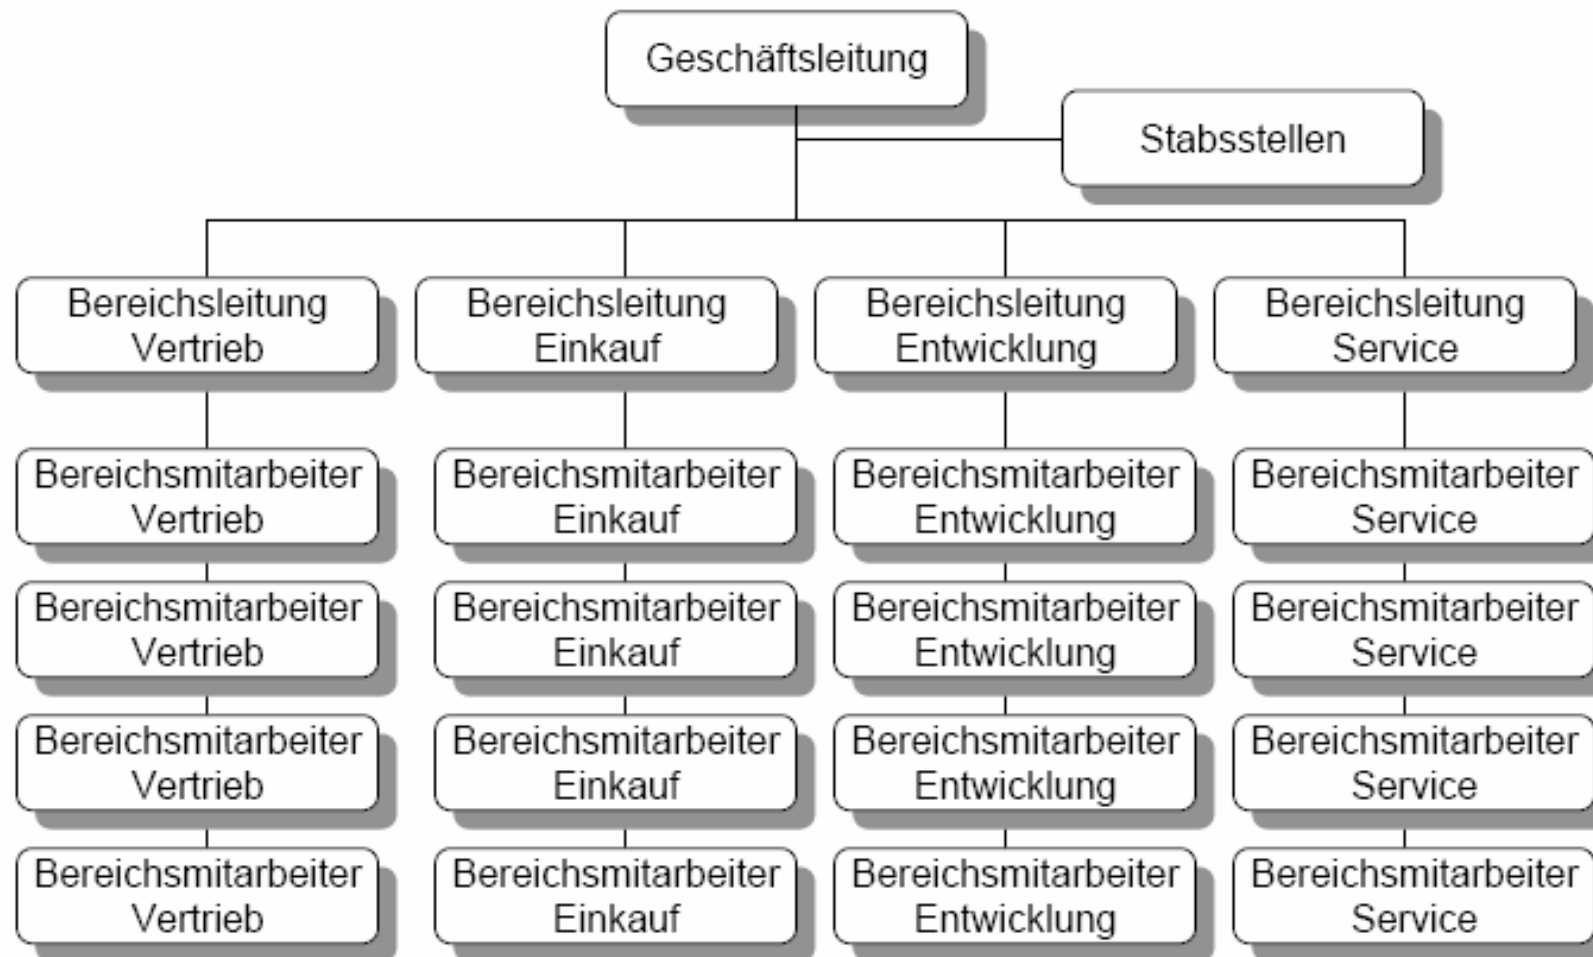 Geschäftsleitung
Stabsstellen
Bereichsleitung
Vertrieb
Bereichsleitung
Einkauf
Bereichsleitung
Entwicklung
Bereichsleitung
Service
Bereichsmitarbeiter
Vertrieb
Bereichsmitarbeiter
Einkauf
Bereichsmitarbeiter
Entwicklung
Bereichsmitarbeiter
Service
Bereichsmitarbeiter
Vertrieb
Bereichsmitarbeiter
Einkauf
Bereichsmitarbeiter
Entwicklung
Bereichsmitarbeiter
Service
Bereichsmitarbeiter
Vertrieb
Bereichsmitarbeiter
Einkauf
Bereichsmitarbeiter
Entwicklung
Bereichsmitarbeiter
Service
Bereichsmitarbeiter
Vertrieb
Bereichsmitarbeiter
Einkauf
Bereichsmitarbeiter
Entwicklung
Bereichsmitarbeiter
Service